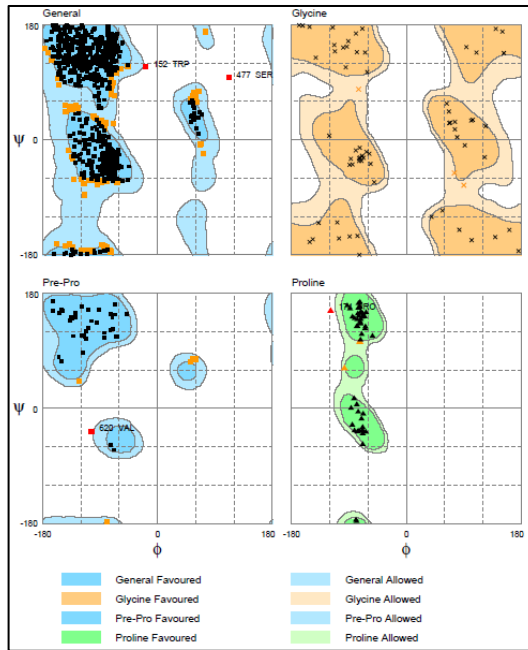 General
Glycine
180
152 TRP
477 SER
ψ 0
-180
Pre-Pro
Proline
180
620 VAL
ψ 0
-180
-180 0 180 -180 0 180
ϕ ϕ
General Favoured General Allowed
Glycine Favoured Glycine Allowed
Pre-Pro Favoured Pre-Pro Allowed
Proline Favoured Proline Allowed